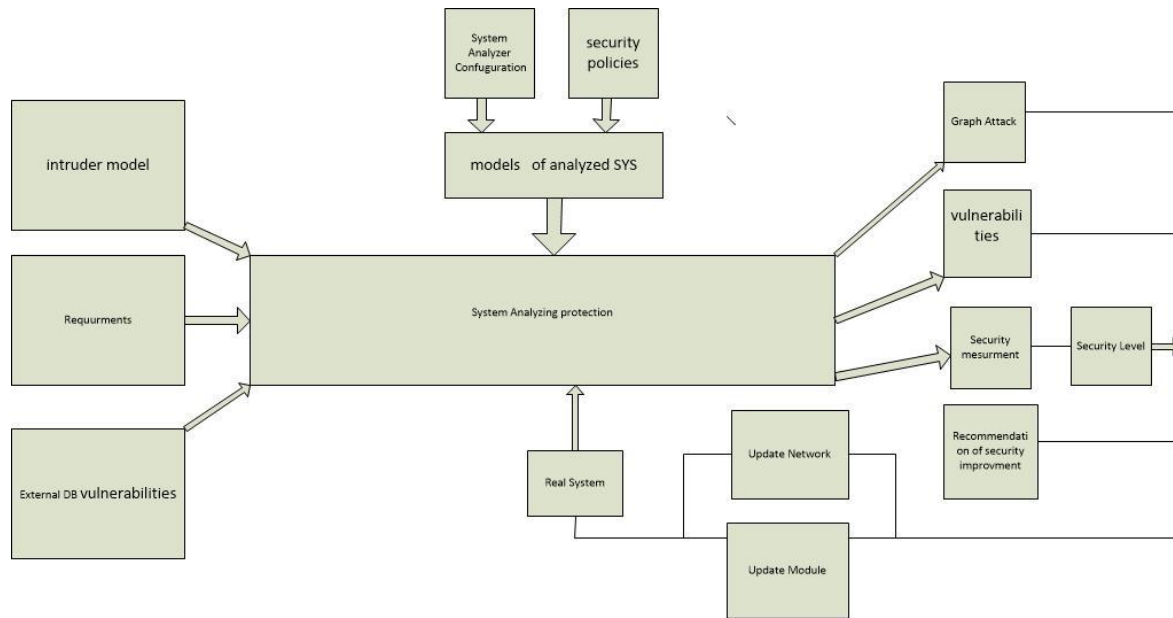 System
Analyzer
Confuguration
security
policies
intruder model
models of analyzed SYS
Graph Attack
vulnerabili
ties
Requurments
System Analyzing protection
Security
mesurment
Security Level
External DB vulnerabilities
Real System
Update Network
Recommendati
on of security
improvment
Update Module